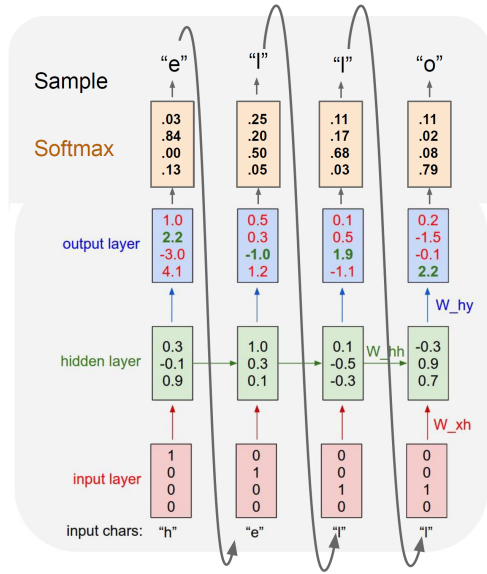 “e” “l” “l” “o”
Sample
.03 .25 .11 .11
.84 .20 .17 .02
.00 .50 .68 .08
.13 .05 .03 .79
Softmax
1.0 0.5 0.1 0.2
2.2 0.3 0.5 -1.5
-3.0 -1.0 1.9 -0.1
4.1 1.2 -1.1 2.2
output layer
W_hy
0.3 1.0 0.1 -0.3
-0.1 0.3 -0.5 0.9
0.9 0.1 -0.3 0.7
hidden layer
W_hh
W_xh
1 0 0 0
0 1 0 0
0 0 1 1
0 0 0 0
input layer
input chars: “h” “e” “l” “l”